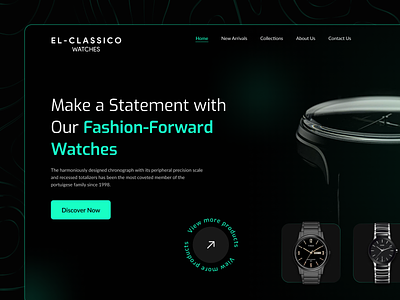 EL-CLASSICO
WATCHES
Home New Arrivals Collections About Us Contact Us
Make a Statement with
Our Fashion-Forward
Watches
The harmoniously designed chronograph with its peripheral precision scale
and recessed totalizers has been the most coveted member of the
portuigese family since 1998.
Discover Now
View more products
View more products